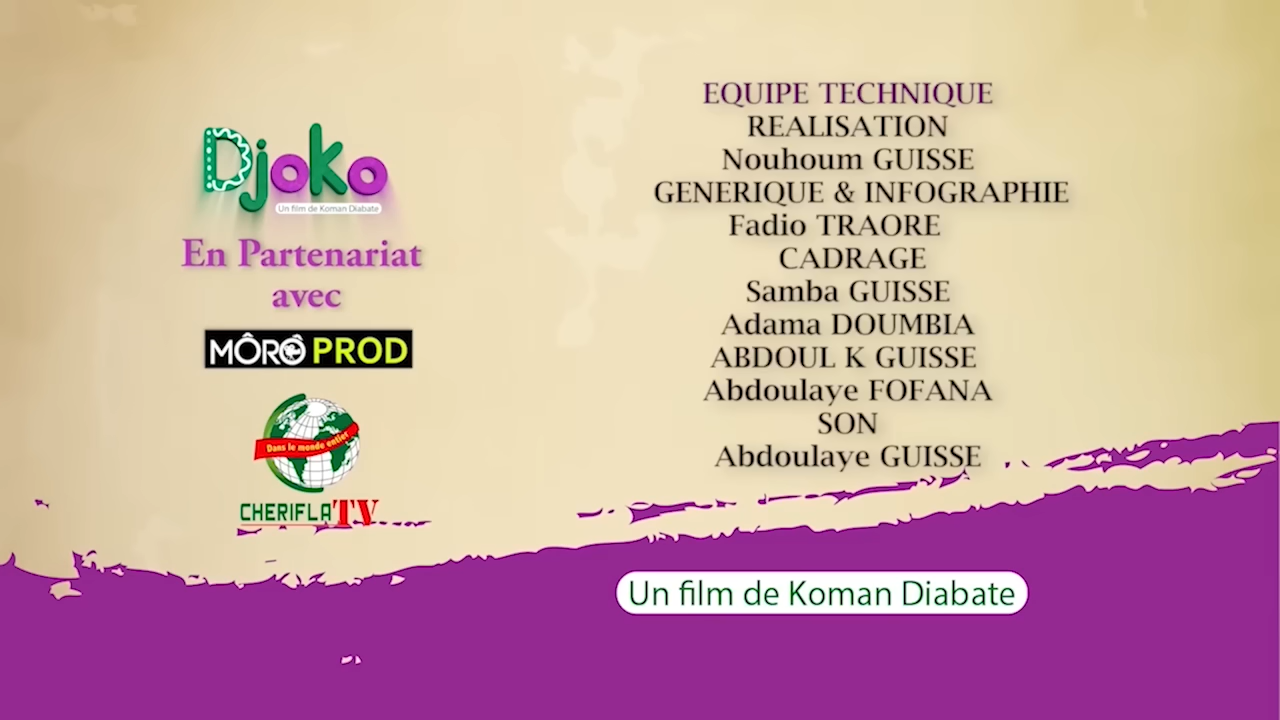 Djoko
Un film de Koman Diabate
En Partenariat
avec
MÔRÔ PROD
Dans le monde entier
CHERIFLA TV
EQUIPE TECHNIQUE
REALISATION
Nouhoum GUISSE
GENERIQUE & INFOGRAPHIE
Fadio TRAORE
CADRAGE
Samba GUISSE
Adama DOUMBIA
ABDOUL K GUISSE
Abdoulaye FOFANA
SON
Abdoulaye GUISSE
Un film de Koman Diabate